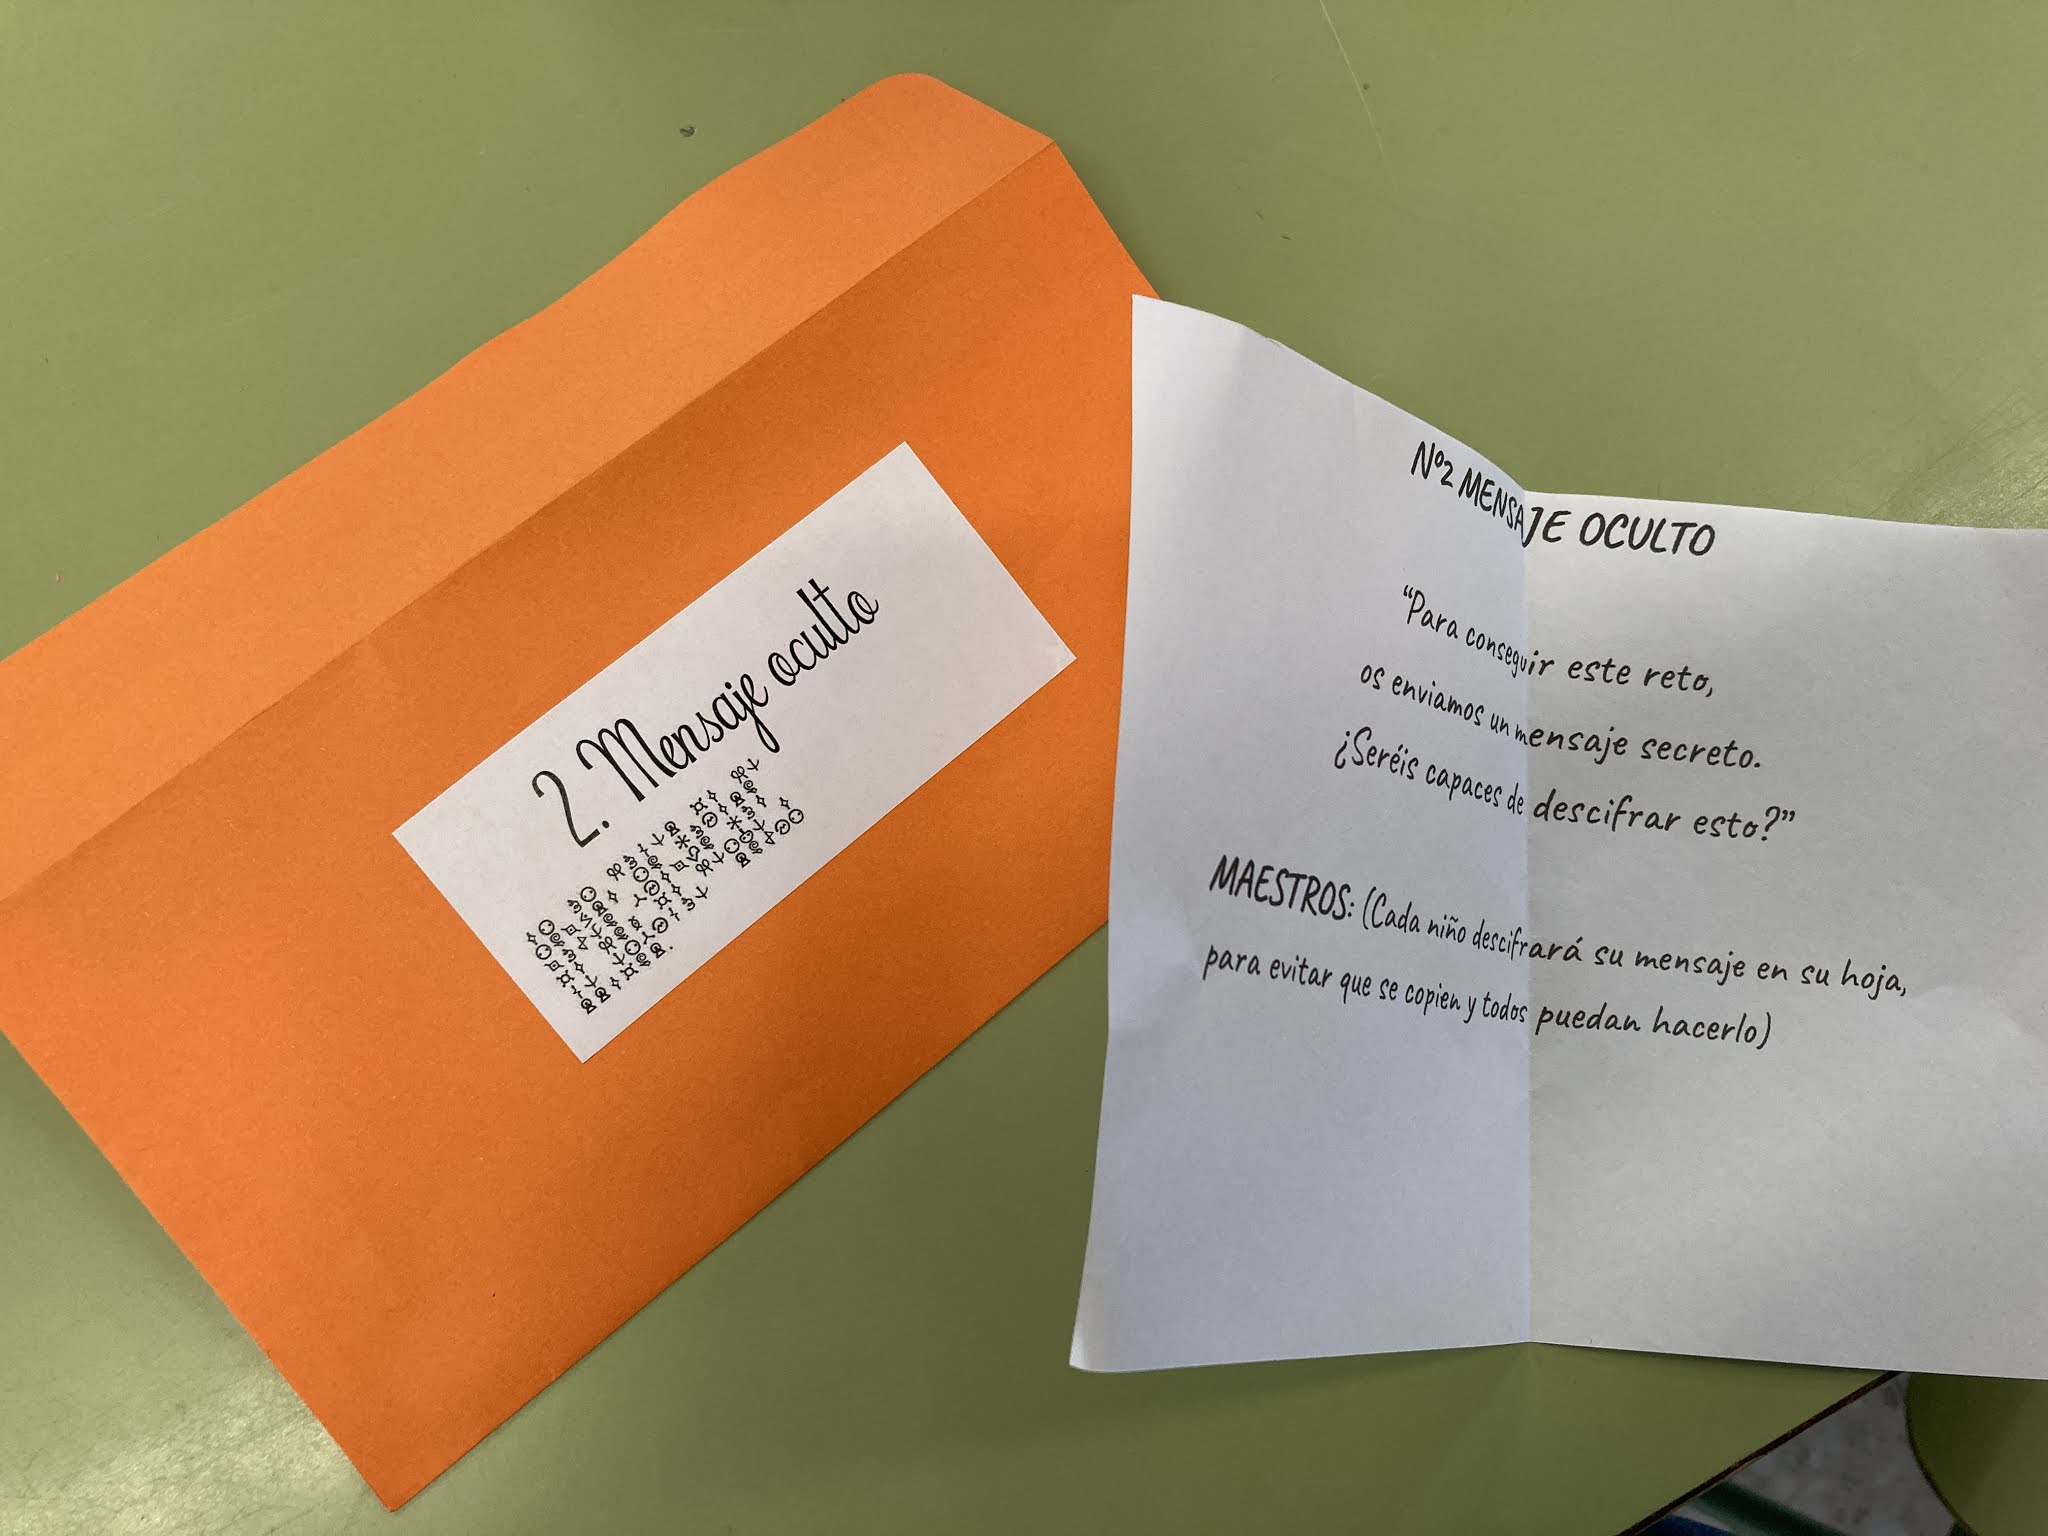 2. Mensaje oculto
Nº2 MENSAJE OCULTO
“Para conseguir este reto,
os enviamos un mensaje secreto.
¿Seréis capaces de descifrar esto?”
MAESTROS: (Cada niño descifrará su mensaje en su hoja,
para evitar que se copien y todos puedan hacerlo)